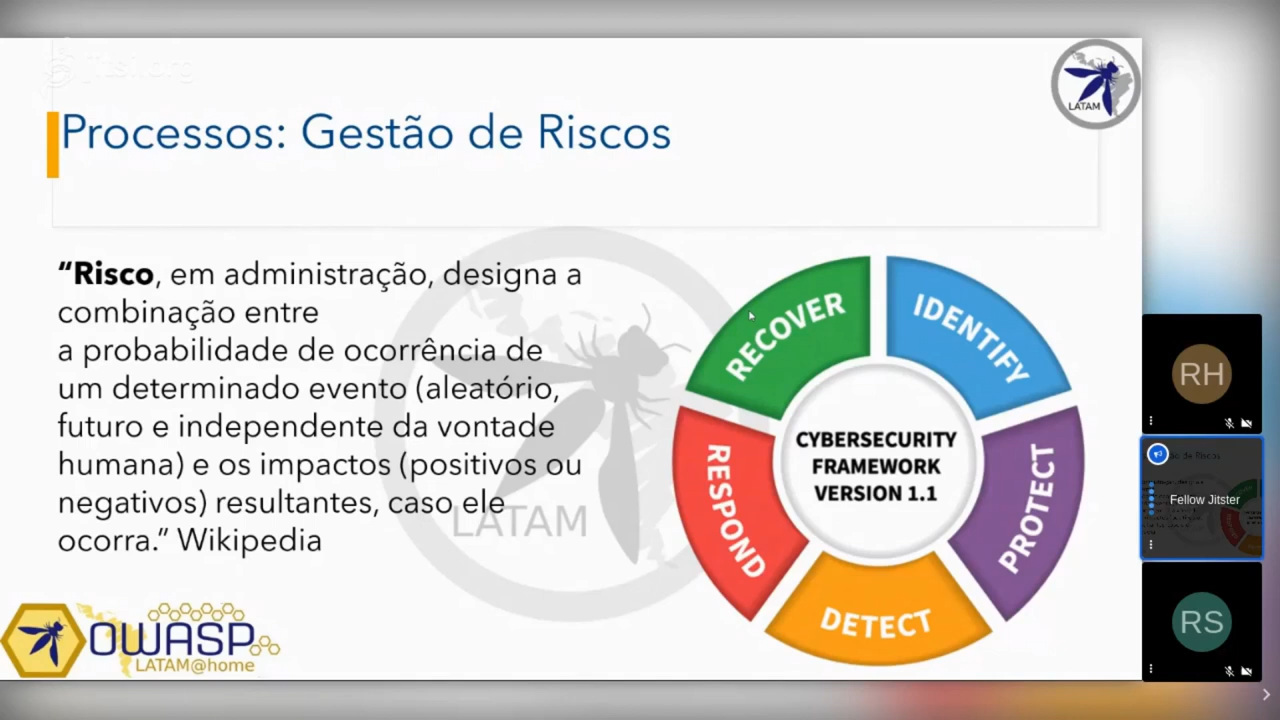 jitsi.org
LATAM
Processos: Gestão de Riscos
“Risco, em administração, designa a
combinação entre
a probabilidade de ocorrência de
um determinado evento (aleatório,
futuro e independente da vontade
humana) e os impactos (positivos ou
negativos) resultantes, caso ele
ocorra.” Wikipedia
LATAM
RECOVER
IDENTIFY
PROTECT
DETECT
RESPOND
CYBERSECURITY
FRAMEWORK
VERSION 1.1
OWASP
LATAM@home
RH
Fellow Jitster
RS